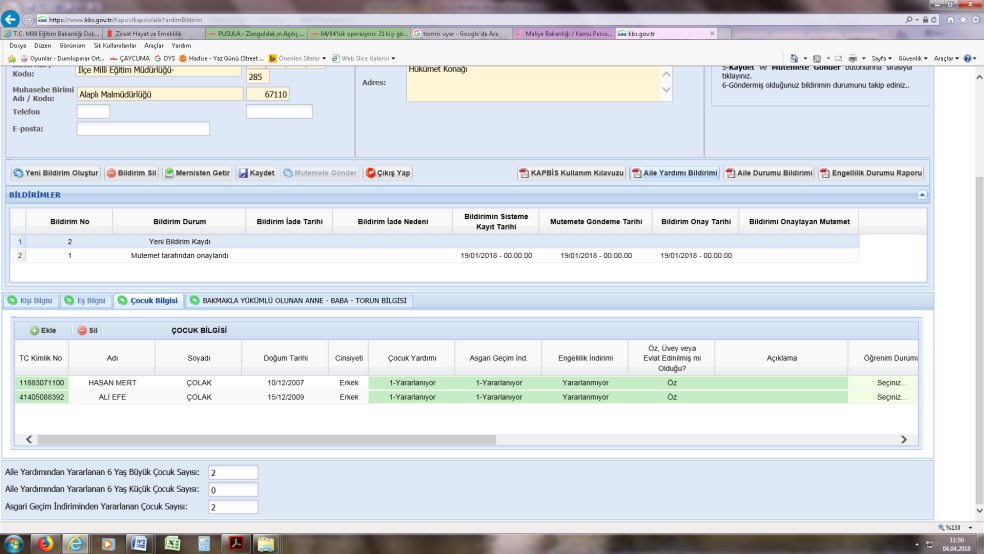 https://www.kbs.gov.tr/Kapsis/kapsis/aileYardimBildirim
T.C. Milli Eğitim Bakanlığı Dok...
Ziraat Hayat ve Emeklilik
PUSULA - Zonguldak ın Açılış ...
04/04'lük operasyon: 21 kişi gö...
tomris uyar - Google'da Ara
Maliye Bakanlığı / Kamu Perso...
kbs.gov.tr
Dosya Düzen Görünüm Sık Kullanılanlar Araçlar Yardım
Oyunlar - Dumlupınar Ort...
ÇAYCUMA
DYS
Hadise - Yaz Günü (Street ...
Önerilen Siteler
Web Slice Galerisi
Sayfa Güvenlik Araçlar
Kodu:
İlçe Milli Eğitim Müdürlüğü-
285
Muhasebe Birimi
Adı / Kodu:
Alaplı Malmüdürlüğü
67110
Telefon
E-posta:
Adres:
Hükümet Konağı
5-Kaydet ve Mutemete Gönder butonlarına sırasıyla
tıklayınız.
6-Göndermiş olduğunuz bildirimin durumunu takip ediniz..
Yeni Bildirim Oluştur
Bildirim Sil
Mernisten Getir
Kaydet
Mutemete Gönder
Çıkış Yap
KAPBİS Kullanım Kılavuzu
Aile Yardımı Bildirimi
Aile Durumu Bildirimi
Engellilik Durumu Raporu
BİLDİRİMLER
Bildirim No
Bildirim Durum
Bildirim İade Tarihi
Bildirim İade Nedeni
Bildirimin Sisteme
Kayıt Tarihi
Mutemete Göndeme Tarihi
Bildirim Onay Tarihi
Bildirimi Onaylayan Mutemet
1 2 Yeni Bildirim Kaydı
2 1 Mutemet tarafından onaylandı 19/01/2018 - 00:00:00 19/01/2018 - 00:00:00 19/01/2018 - 00:00:00
Kişi Bilgisi
Eş Bilgisi
Çocuk Bilgisi
BAKMAKLA YÜKÜMLÜ OLUNAN ANNE - BABA - TORUN BİLGİSİ
Ekle
Sil
ÇOCUK BİLGİSİ
TC Kimlik No
Adı
Soyadı
Doğum Tarihi
Cinsiyeti
Çocuk Yardımı
Asgari Geçim İnd.
Engellilik İndirimi
Öz, Üvey veya
Evlat Edinilmiş mi
Olduğu?
Açıklama
Öğrenim Durumu
11883071100 HASAN MERT ÇOLAK 10/12/2007 Erkek 1-Yararlanıyor 1-Yararlanıyor Yararlanmıyor Öz Seçiniz...
41405088392 ALİ EFE ÇOLAK 15/12/2009 Erkek 1-Yararlanıyor 1-Yararlanıyor Yararlanmıyor Öz Seçiniz...
Aile Yardımından Yararlanan 6 Yaş Büyük Çocuk Sayısı: 2
Aile Yardımından Yararlanan 6 Yaş Küçük Çocuk Sayısı: 0
Asgari Geçim İndiriminden Yararlanan Çocuk Sayısı: 2
%130
11:50
04.04.2018